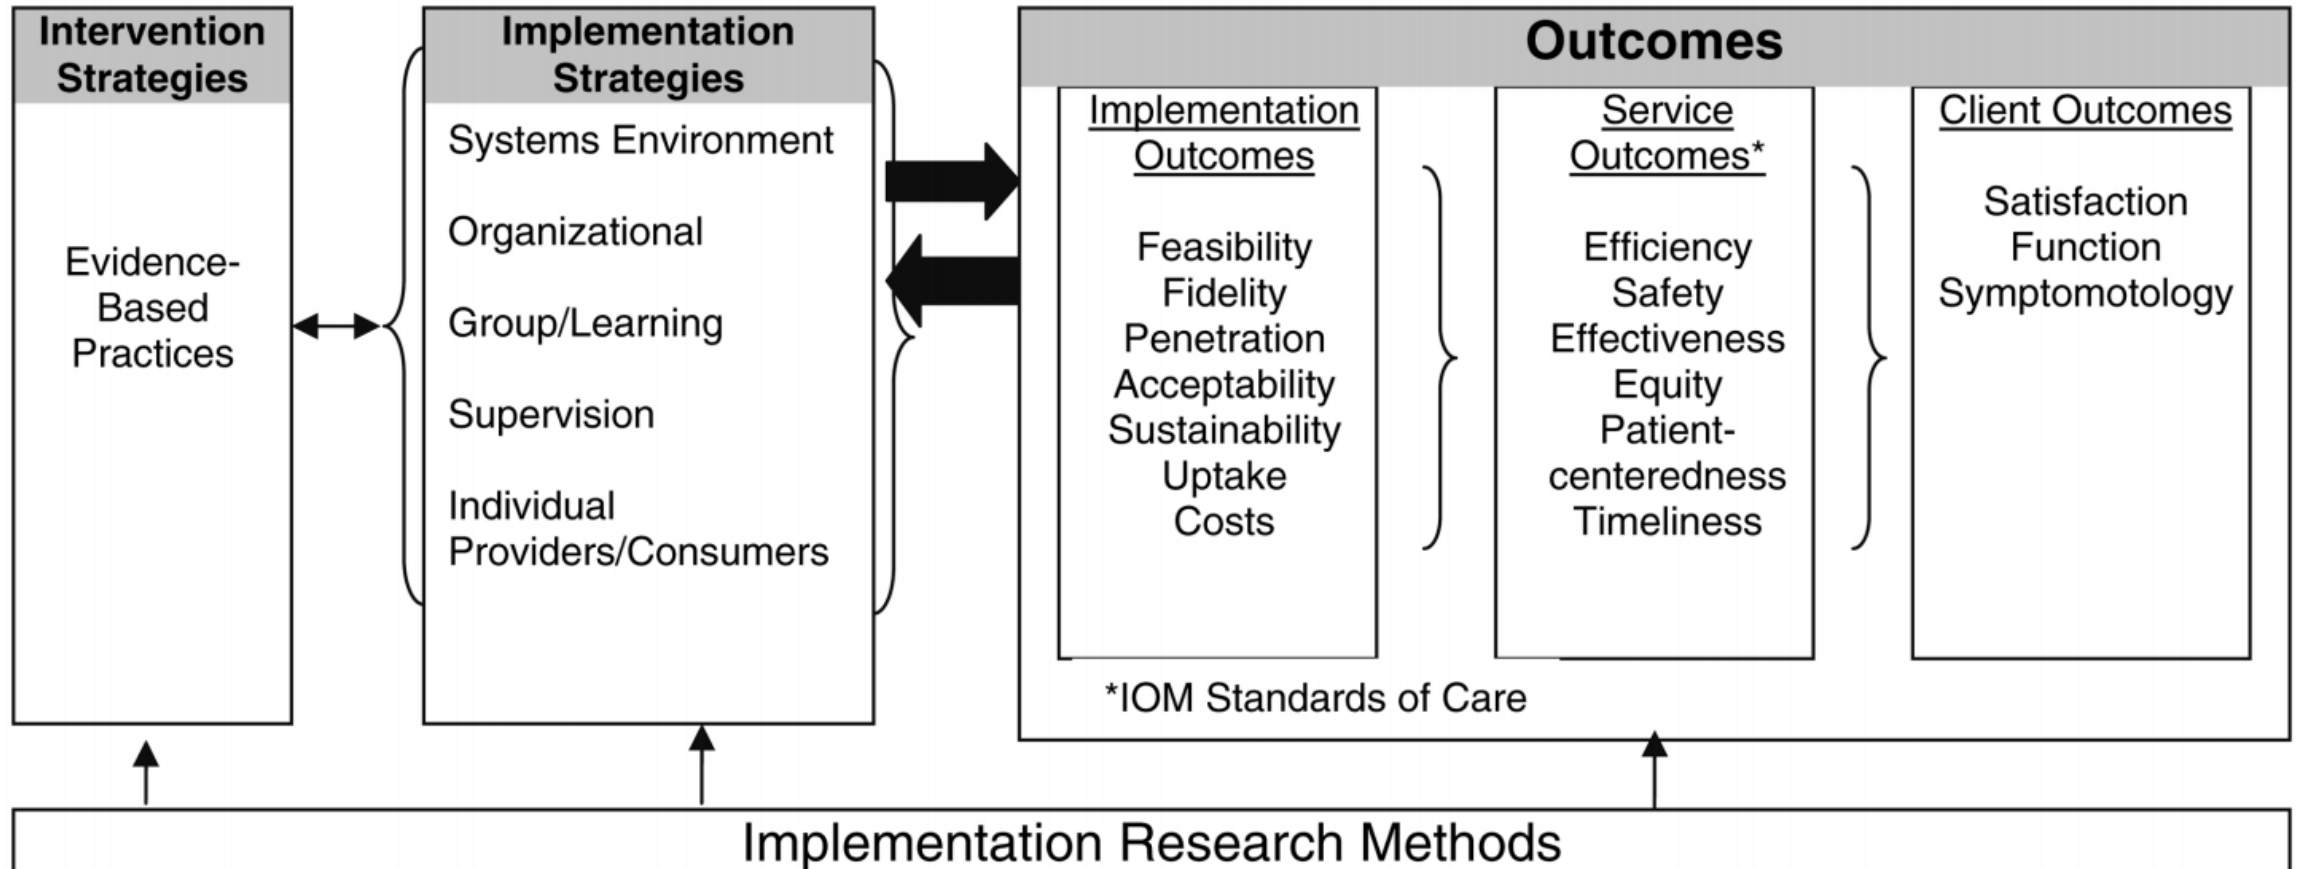 Intervention
Strategies
Evidence-
Based
Practices
Implementation
Strategies
Systems Environment
Organizational
Group/Learning
Supervision
Individual
Providers/Consumers
Outcomes
Implementation
Outcomes
Feasibility
Fidelity
Penetration
Acceptability
Sustainability
Uptake
Costs
Service
Outcomes*
Efficiency
Safety
Effectiveness
Equity
Patient-
centeredness
Timeliness
Client Outcomes
Satisfaction
Function
Symptomotology
*IOM Standards of Care
Implementation Research Methods